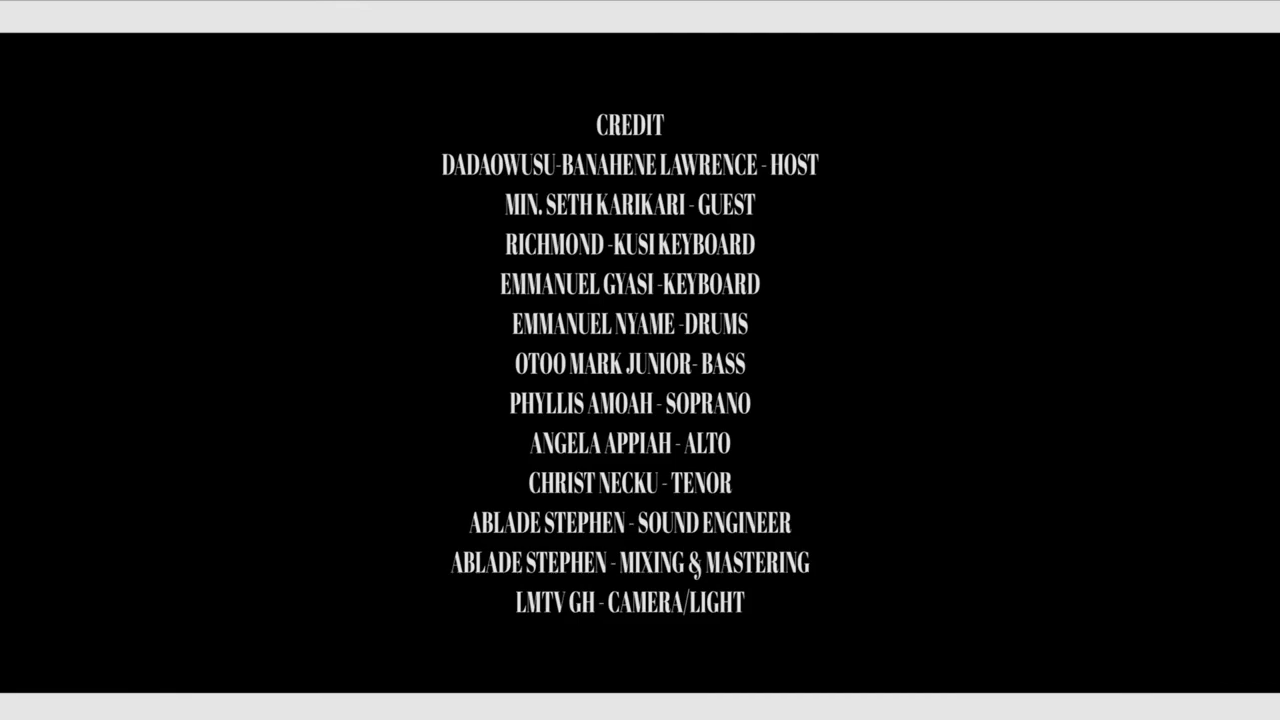 CREDIT
DADAOWUSU-BANAHENE LAWRENCE - HOST
MIN. SETH KARIKARI - GUEST
RICHMOND -KUSI KEYBOARD
EMMANUEL GYASI -KEYBOARD
EMMANUEL NYAME -DRUMS
OTOO MARK JUNIOR- BASS
PHYLLIS AMOAH - SOPRANO
ANGELA APPIAH - ALTO
CHRIST NECKU - TENOR
ABLADE STEPHEN - SOUND ENGINEER
ABLADE STEPHEN - MIXING & MASTERING
LMTV GH - CAMERA/LIGHT